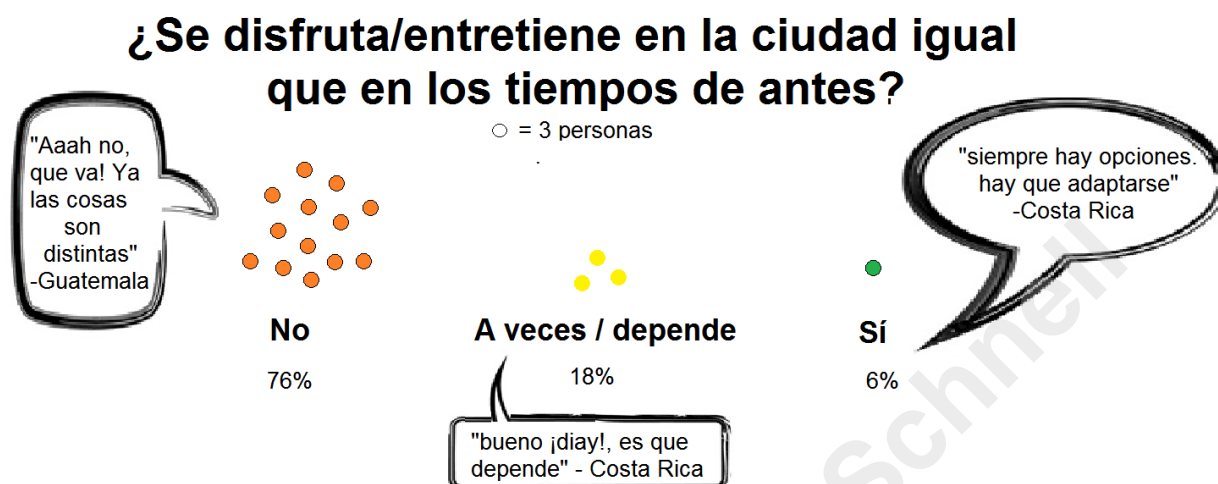 ¿Se disfruta/entretiene en la ciudad igual
que en los tiempos de antes?
= 3 personas
"Aaah no,
que va! Ya
las cosas
son
distintas"
-Guatemala
"siempre hay opciones.
hay que adaptarse"
-Costa Rica
No
A veces / depende
Sí
76%
18%
6%
"bueno ¡diay!, es que
depende" - Costa Rica
Schnell